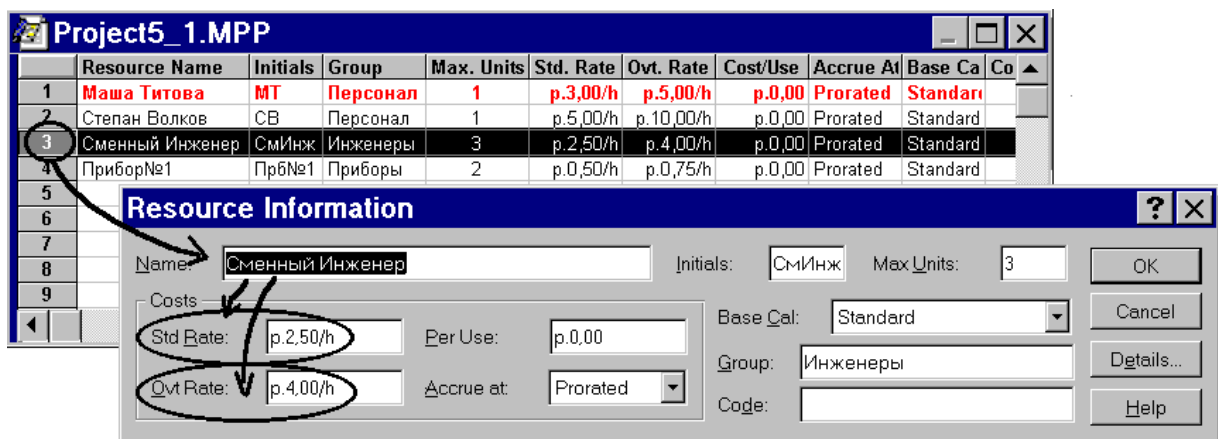 Project5_1.MPP
Resource Name Initials Group Max. Units Std. Rate Ovt. Rate Cost/Use Accrue At Base Ca Co
1 Маша Титова МТ Персонал 1 р.3,00/h р.5,00/h р.0,00 Prorated Standard
2 Степан Волков СВ Персонал 1 р.5,00/h р.10,00/h р.0,00 Prorated Standard
3 Сменный Инженер СмИнж Инженеры 3 р.2,50/h р.4,00/h р.0,00 Prorated Standard
4 Прибор№1 Прб№1 Приборы 2 р.0,50/h р.0,75/h р.0,00 Prorated Standard
5
6
7
8
9
Resource Information
Name: Сменный Инженер Initials: СмИнж Max Units: 3 OK
Costs
Std Rate: р.2,50/h Per Use: р.0,00 Base Cal: Standard Cancel
Ovt Rate: р.4,00/h Accrue at: Prorated Group: Инженеры Details...
Code: Help